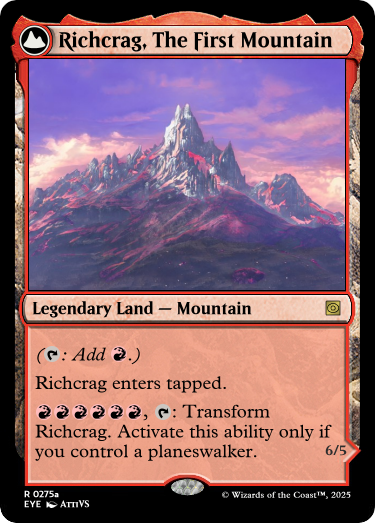 Richcrag, The First Mountain
Legendary Land — Mountain
(: Add .)
Richcrag enters tapped.
, : Transform
Richcrag. Activate this ability only if
you control a planeswalker.
6/5
R 0275a
EYE AttiVS
© Wizards of the Coast™, 2025